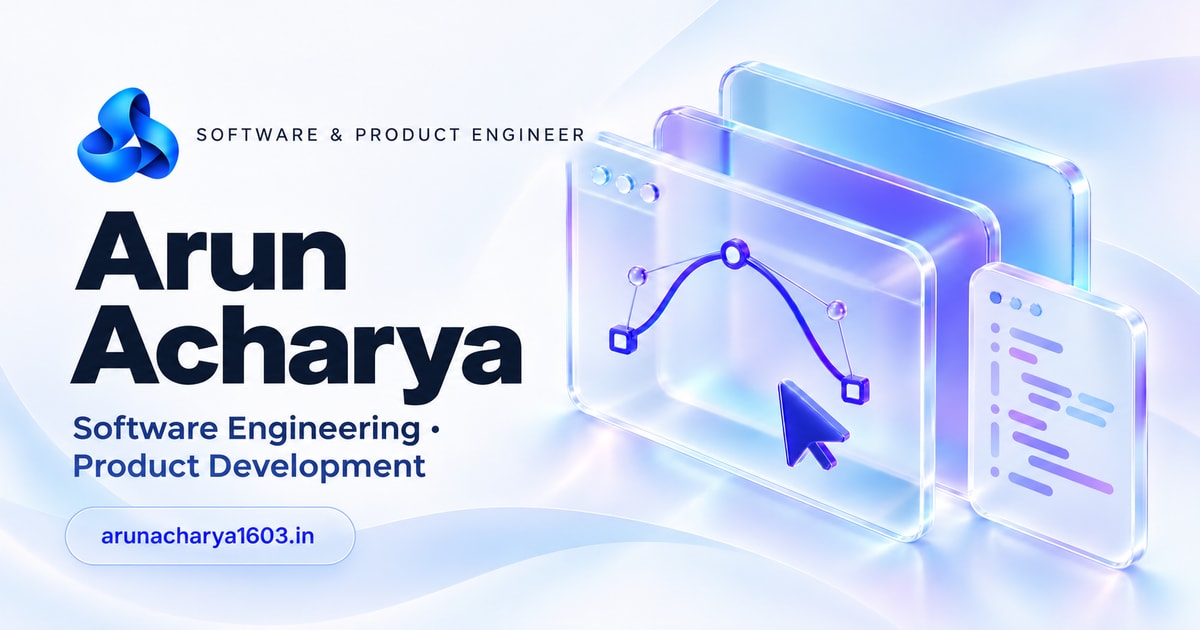 SOFTWARE & PRODUCT ENGINEER
Arun
Acharya
Software Engineering •
Product Development
arunacharya1603.in